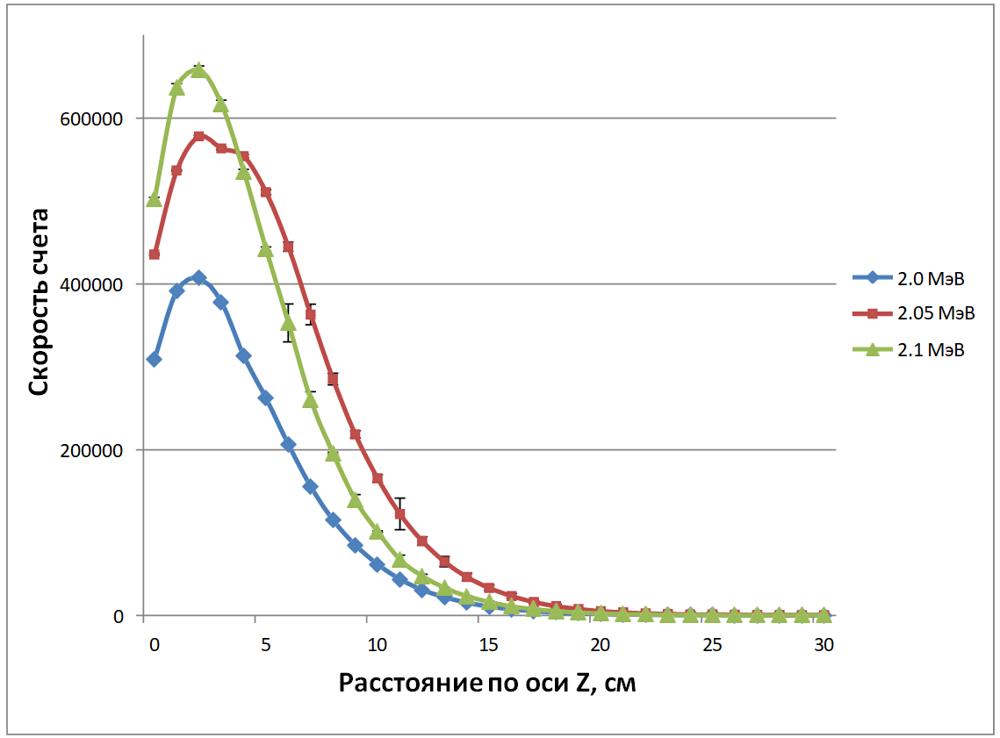 600000
400000
200000
0
0 5 10 15 20 25 30
Скорость счета
Расстояние по оси Z, см
2.0 МэВ
2.05 МэВ
2.1 МэВ